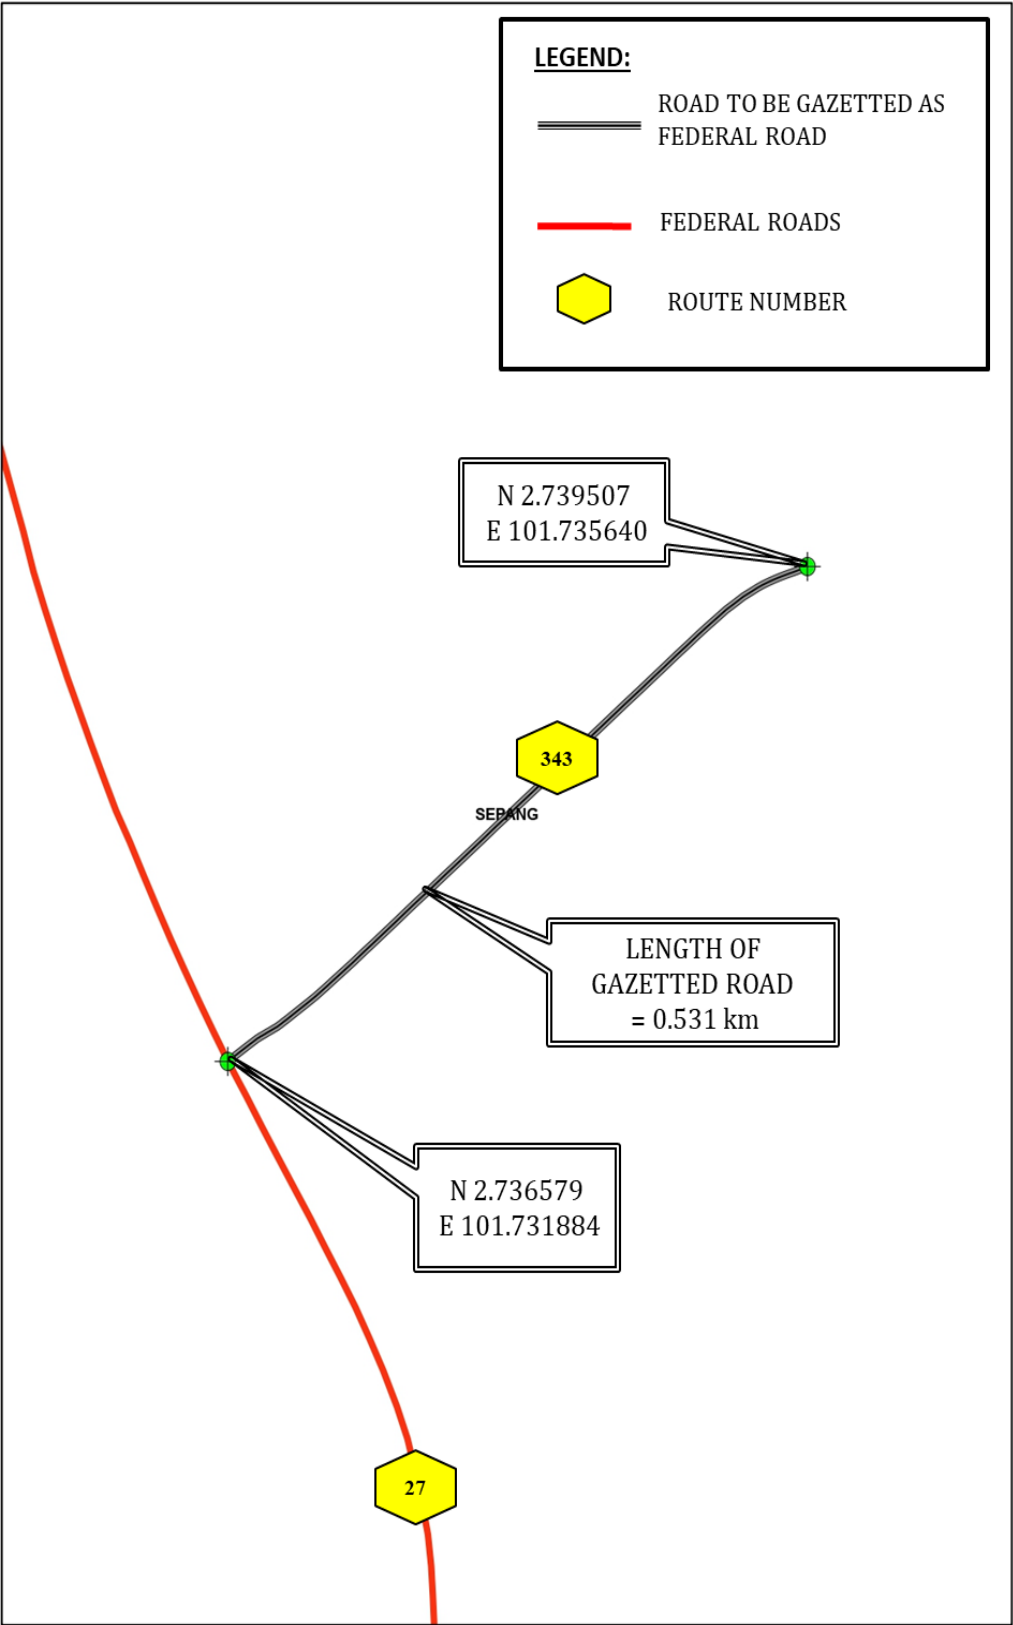 LEGEND:
ROAD TO BE GAZETTED AS
FEDERAL ROAD
FEDERAL ROADS
ROUTE NUMBER
N 2.739507
E 101.735640
343
SEPANG
LENGTH OF
GAZETTED ROAD
= 0.531 km
N 2.736579
E 101.731884
27